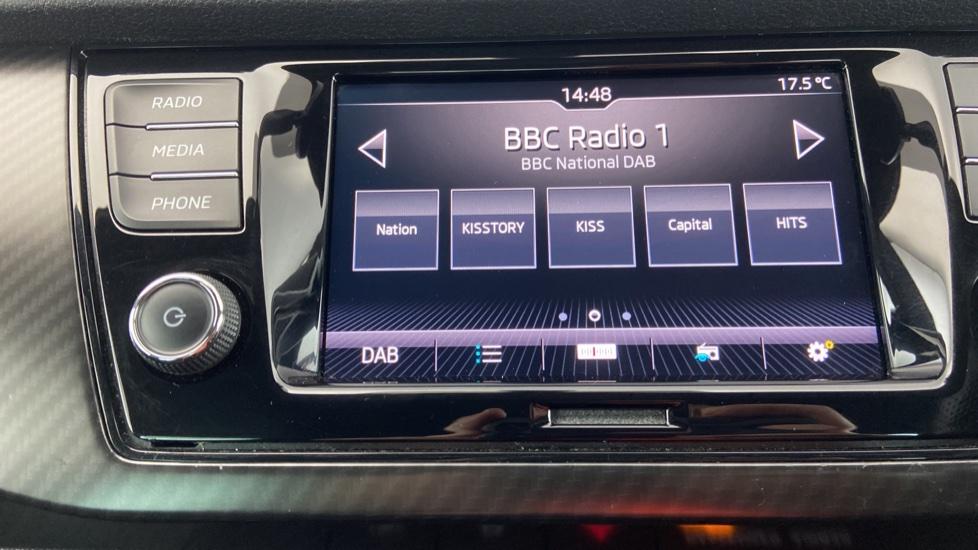 RADIO
MEDIA
PHONE
14:48
17.5 °C
BBC Radio 1
BBC National DAB
Nation
KISSTORY
KISS
Capital
HITS
DAB